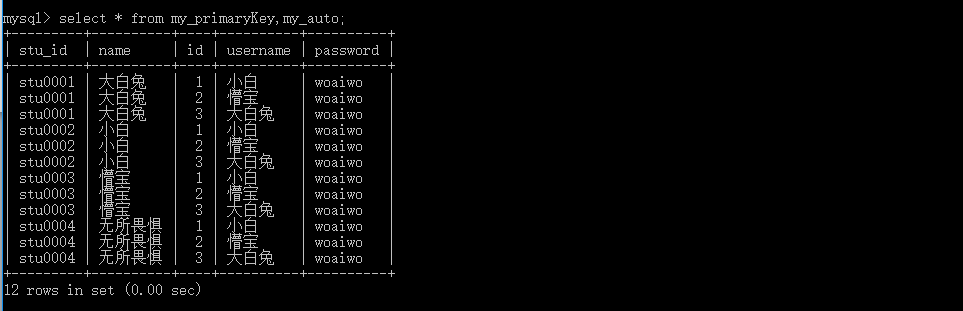 mysql> select * from my_primaryKey,my_auto;
+---------+----------+----+----------+----------+
| stu_id  | name     | id | username | password |
+---------+----------+----+----------+----------+
| stu0001 | 大白兔   |  1 | 小白     | woaiwo   |
| stu0001 | 大白兔   |  2 | 懵宝     | woaiwo   |
| stu0001 | 大白兔   |  3 | 大白兔   | woaiwo   |
| stu0002 | 小白     |  1 | 小白     | woaiwo   |
| stu0002 | 小白     |  2 | 懵宝     | woaiwo   |
| stu0002 | 小白     |  3 | 大白兔   | woaiwo   |
| stu0003 | 懵宝     |  1 | 小白     | woaiwo   |
| stu0003 | 懵宝     |  2 | 懵宝     | woaiwo   |
| stu0003 | 懵宝     |  3 | 大白兔   | woaiwo   |
| stu0004 | 无所畏惧 |  1 | 小白     | woaiwo   |
| stu0004 | 无所畏惧 |  2 | 懵宝     | woaiwo   |
| stu0004 | 无所畏惧 |  3 | 大白兔   | woaiwo   |
+---------+----------+----+----------+----------+
12 rows in set (0.00 sec)